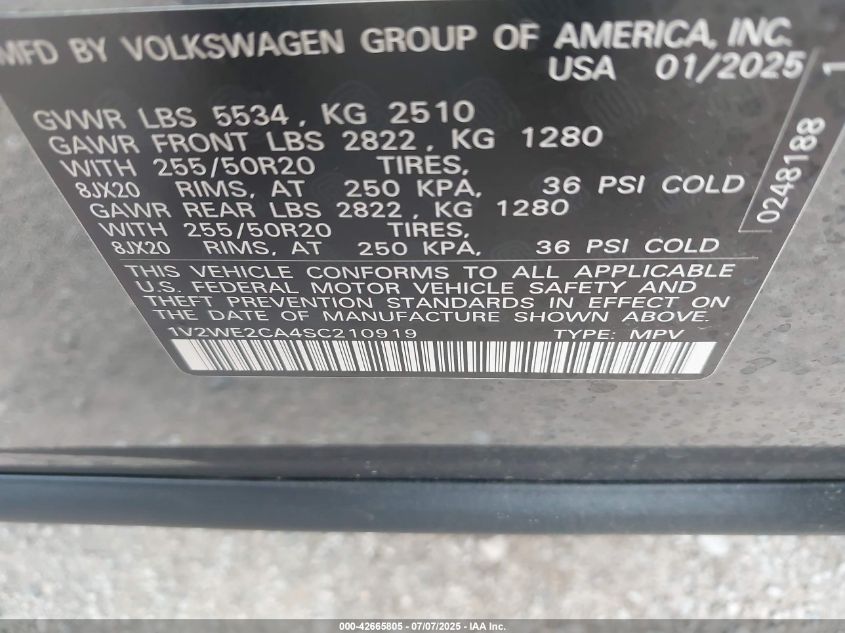 MFD BY VOLKSWAGEN GROUP OF AMERICA, INC.
USA 01/2025
GVWR LBS 5534, KG 2510
GAWR FRONT LBS 2822, KG 1280
WITH 255/50R20 TIRES,
8JX20 RIMS, AT 250 KPA, 36 PSI COLD
GAWR REAR LBS 2822, KG 1280
WITH 255/50R20 TIRES,
8JX20 RIMS, AT 250 KPA, 36 PSI COLD
THIS VEHICLE CONFORMS TO ALL APPLICABLE
U.S. FEDERAL MOTOR VEHICLE SAFETY AND
THEFT PREVENTION STANDARDS IN EFFECT ON
THE DATE OF MANUFACTURE SHOWN ABOVE.
1V2WE2CA4SC210919 TYPE: MPV
0248188
1
000-42665805 - 07/07/2025 - IAA Inc.